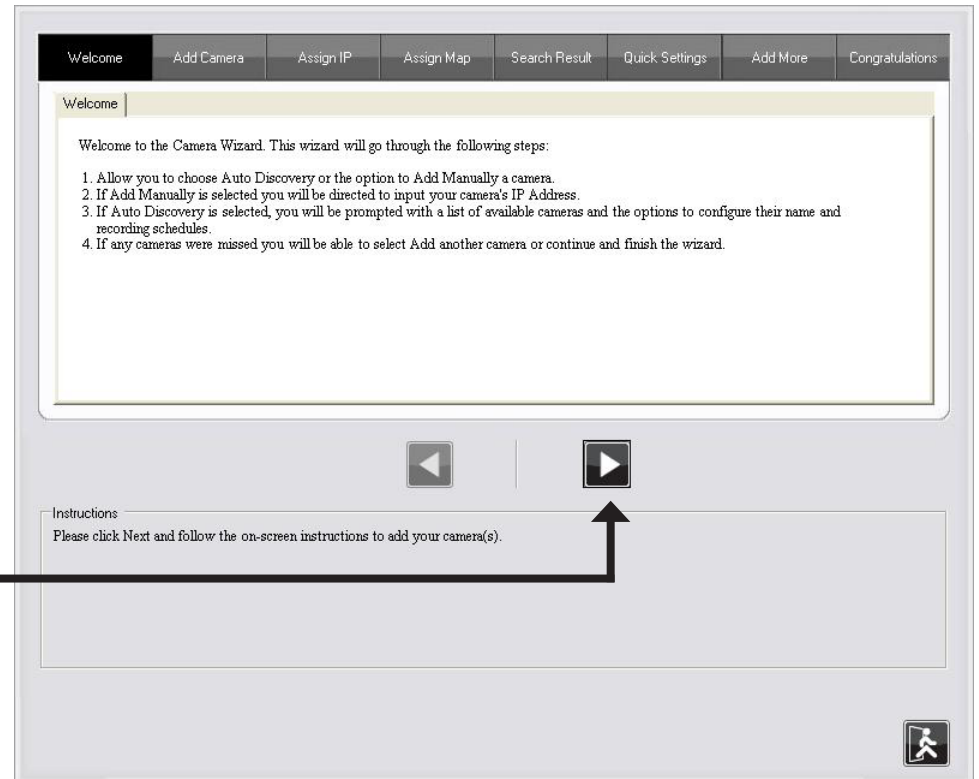 Welcome Add Camera Assign IP Assign Map Search Result Quick Settings Add More Congratulations
Welcome
Welcome to the Camera Wizard. This wizard will go through the following steps:
1. Allow you to choose Auto Discovery or the option to Add Manually a camera.
2. If Add Manually is selected you will be directed to input your camera's IP Address.
3. If Auto Discovery is selected, you will be prompted with a list of available cameras and the options to configure their name and
recording schedules.
4. If any cameras were missed you will be able to select Add another camera or continue and finish the wizard.
Instructions
Please click Next and follow the on-screen instructions to add your camera(s).